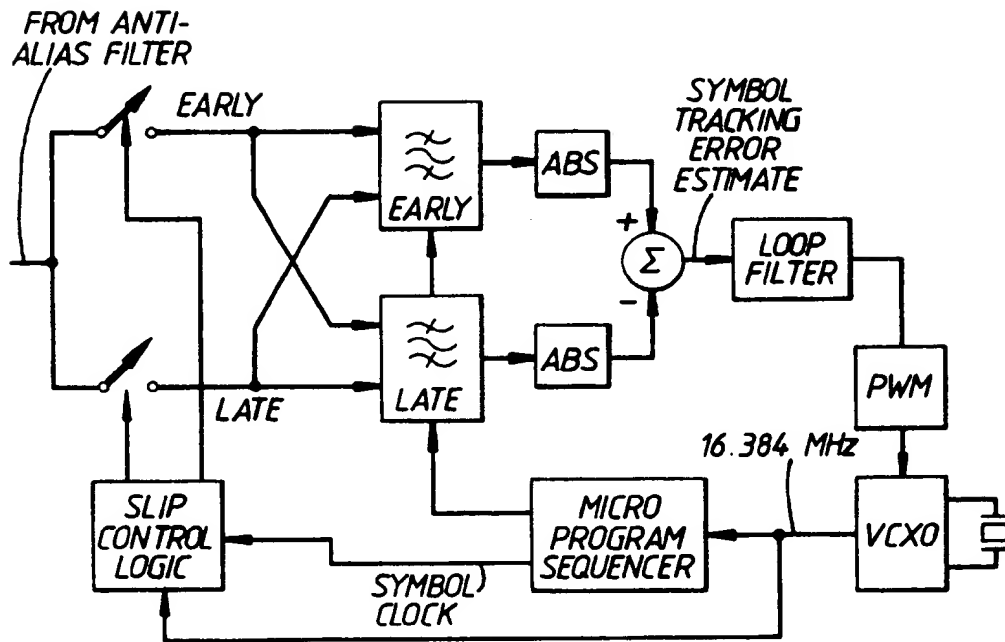 FROM ANTI-
ALIAS FILTER
EARLY
LATE
EARLY
LATE
ABS
ABS
+
Σ
-
SYMBOL
TRACKING
ERROR
ESTIMATE
LOOP
FILTER
PWM
16.384 MHz
VCXO
MICRO
PROGRAM
SEQUENCER
SYMBOL
CLOCK
SLIP
CONTROL
LOGIC